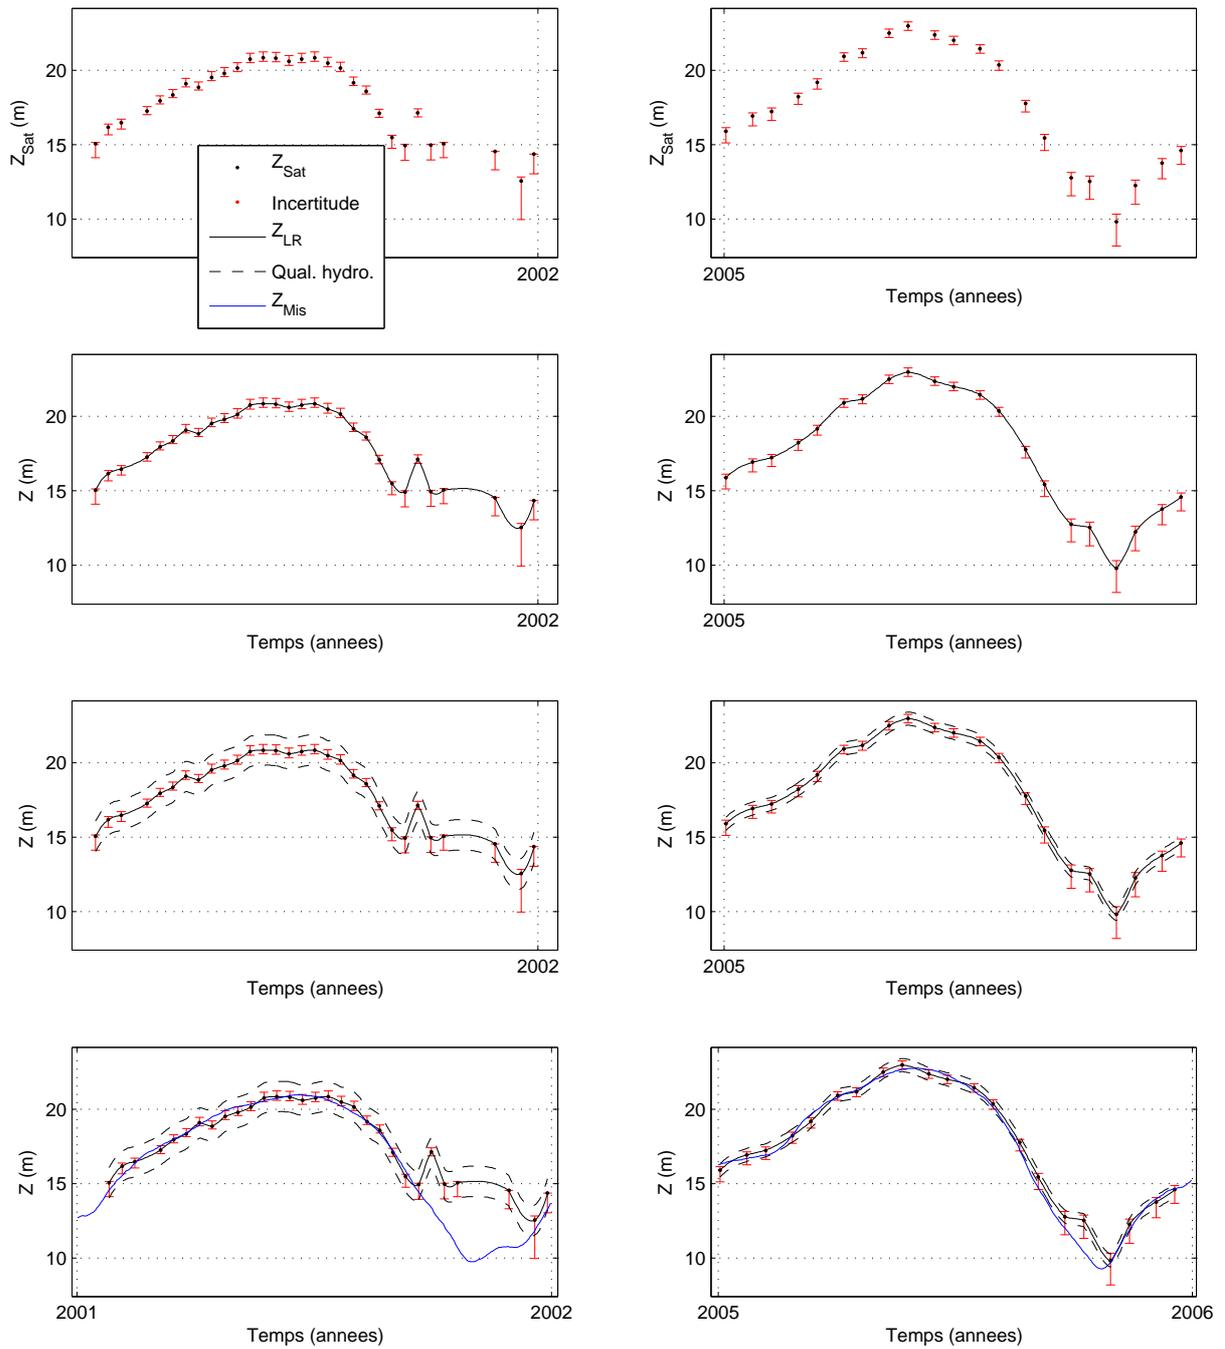 20
15
10
Z_Sat (m)
2002
Z_Sat
Incertitude
Z_LR
Qual. hydro.
Z_Mis
20
15
10
Z_Sat (m)
2005
Temps (annees)
20
15
10
Z (m)
2002
Temps (annees)
20
15
10
Z (m)
2005
Temps (annees)
20
15
10
Z (m)
2002
Temps (annees)
20
15
10
Z (m)
2005
Temps (annees)
20
15
10
Z (m)
2001 2002
Temps (annees)
20
15
10
Z (m)
2005 2006
Temps (annees)